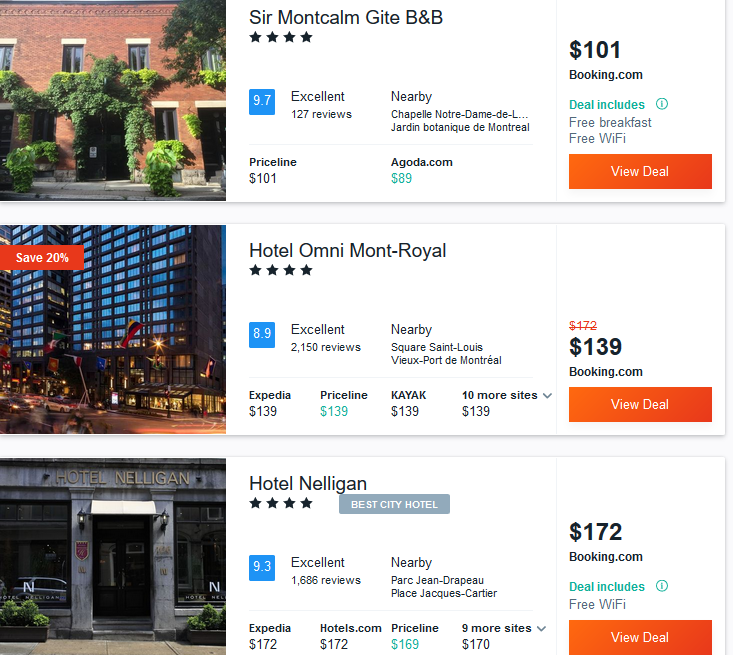 Sir Montcalm Gite B&B
9.7
Excellent
127 reviews
Nearby
Chapelle Notre-Dame-de-L...
Jardin botanique de Montreal
Priceline
$101
Agoda.com
$89
$101
Booking.com
Deal includes
Free breakfast
Free WiFi
View Deal
Save 20%
Hotel Omni Mont-Royal
8.9
Excellent
2,150 reviews
Nearby
Square Saint-Louis
Vieux-Port de Montréal
Expedia
$139
Priceline
$139
KAYAK
$139
10 more sites
$139
$172
$139
Booking.com
View Deal
HOTEL NELLIGAN
N
HOTEL NELLIGAN
N
HOTEL NELL
Hotel Nelligan
BEST CITY HOTEL
9.3
Excellent
1,686 reviews
Nearby
Parc Jean-Drapeau
Place Jacques-Cartier
Expedia
$172
Hotels.com
$172
Priceline
$169
9 more sites
$170
$172
Booking.com
Deal includes
Free WiFi
View Deal